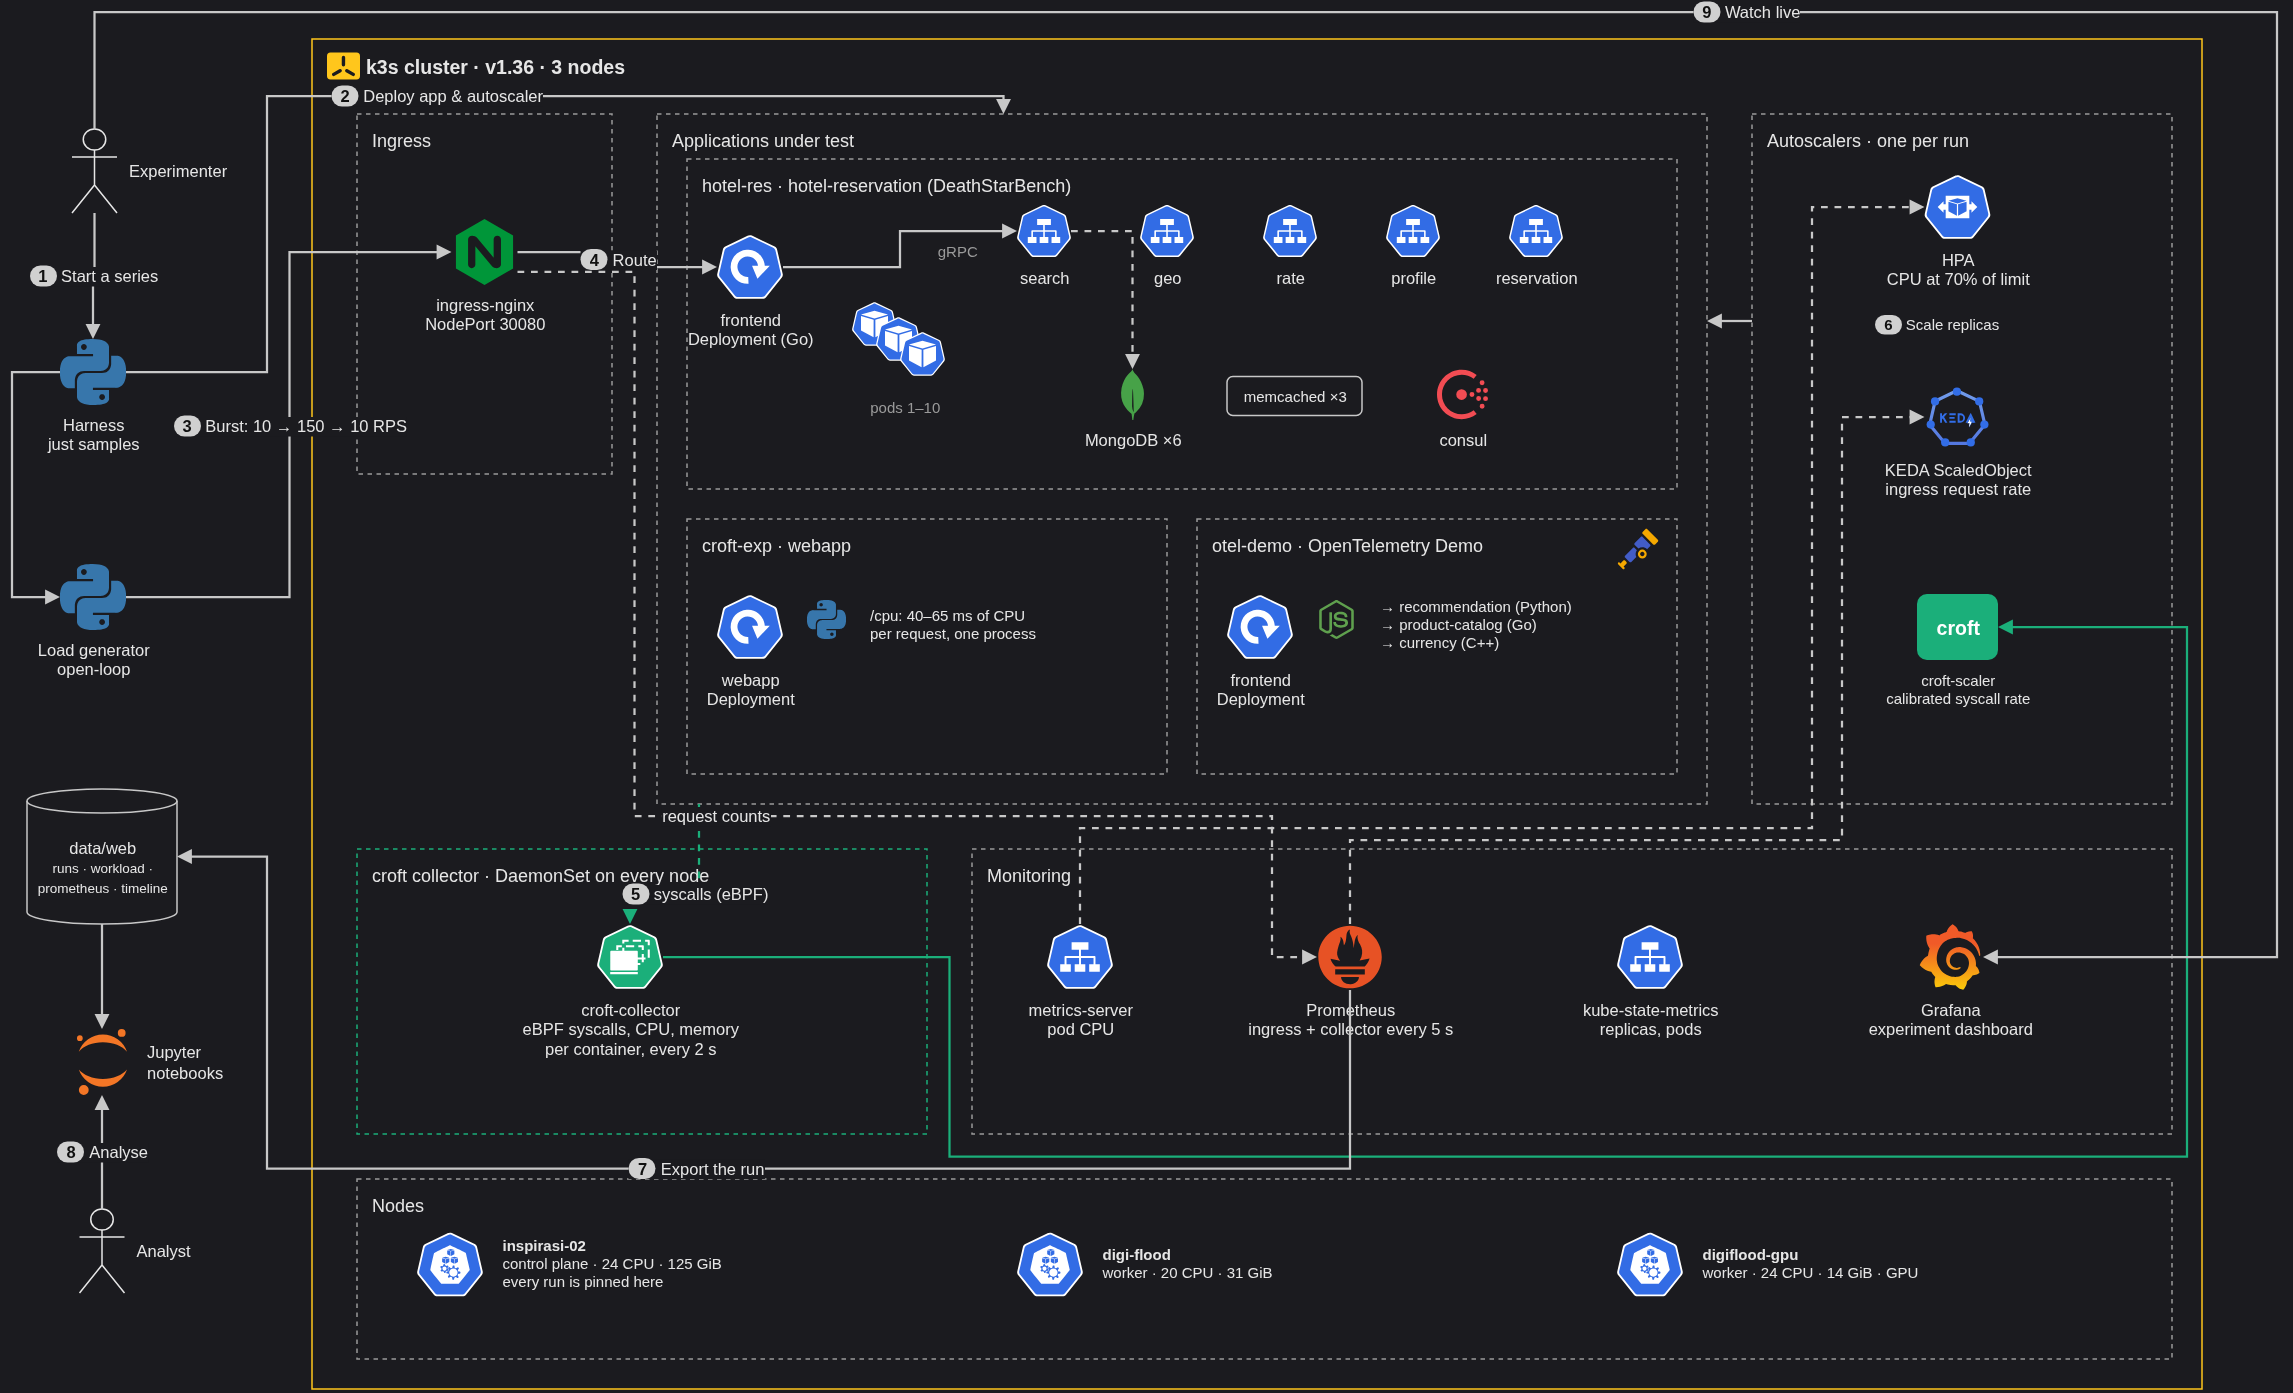 9 Watch live
k3s cluster · v1.36 · 3 nodes
2 Deploy app & autoscaler
Ingress
Applications under test
Autoscalers · one per run
Experimenter
hotel-res · hotel-reservation (DeathStarBench)
gRPC
4 Route
1 Start a series
search
geo
rate
profile
reservation
HPA
CPU at 70% of limit
ingress-nginx
NodePort 30080
frontend
Deployment (Go)
6 Scale replicas
pods 1–10
memcached ×3
KEDA
Harness
just samples
3 Burst: 10 → 150 → 10 RPS
MongoDB ×6
consul
KEDA ScaledObject
ingress request rate
croft-exp · webapp
otel-demo · OpenTelemetry Demo
/cpu: 40–65 ms of CPU
per request, one process
JS
→ recommendation (Python)
→ product-catalog (Go)
→ currency (C++)
croft
Load generator
open-loop
webapp
Deployment
frontend
Deployment
croft-scaler
calibrated syscall rate
request counts
data/web
runs · workload ·
prometheus · timeline
croft collector · DaemonSet on every node
5 syscalls (eBPF)
Monitoring
croft-collector
eBPF syscalls, CPU, memory
per container, every 2 s
metrics-server
pod CPU
Prometheus
ingress + collector every 5 s
kube-state-metrics
replicas, pods
Grafana
experiment dashboard
Jupyter
notebooks
8 Analyse
7 Export the run
Nodes
Analyst
inspirasi-02
control plane · 24 CPU · 125 GiB
every run is pinned here
digi-flood
worker · 20 CPU · 31 GiB
digiflood-gpu
worker · 24 CPU · 14 GiB · GPU